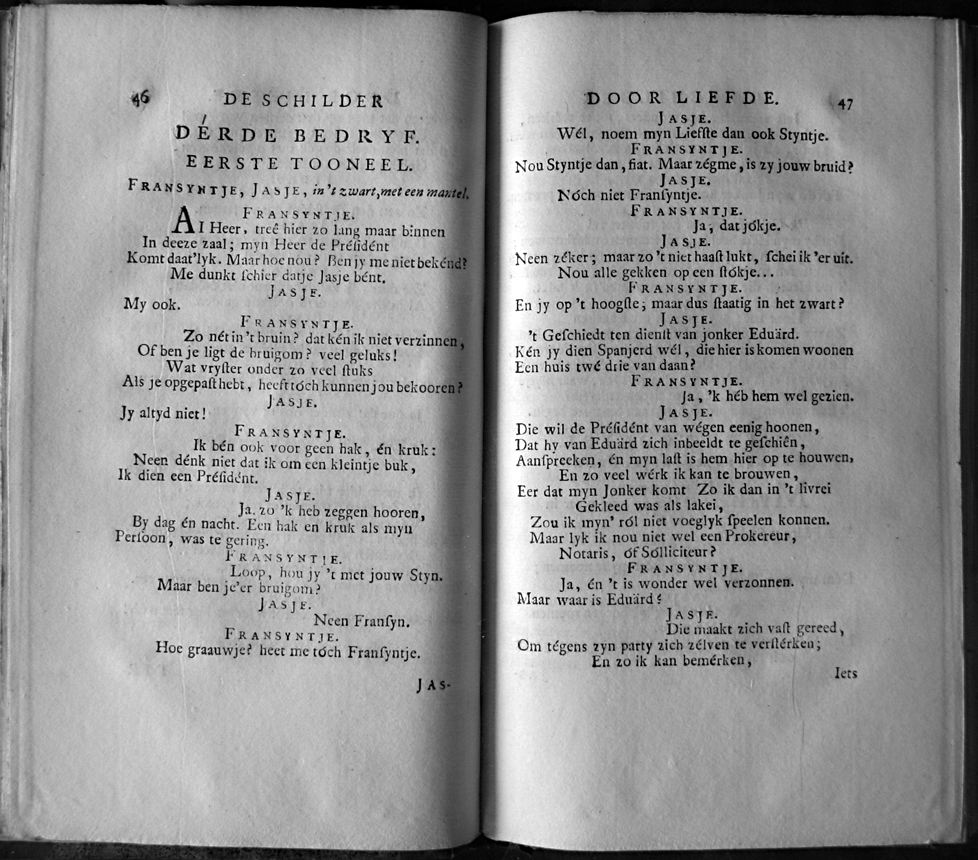 46 DE SCHILDER
DÉRDE BEDRYF.
EERSTE TOONEEL.
FRANSYNTJE, JASJE, in 't zwart, met een mantel.
FRANSYNTJE.
AI Heer, treê hier zo lang maar binnen
In deeze zaal; myn Heer de Préſidént
Komt daat'lyk. Maar hoe nou? Ben jy me niet bekénd?
Me dunkt ſchier datje Jasje bént.
JASJE.
My ook.
FRANSYNTJE.
Zo nét in 't bruin? dat kén ik niet verzinnen,
Of ben je ligt de bruigom? veel geluks!
Wat vryſter onder zo veel ſtuks
Als je opgepaſt hebt, heeft tóch kunnen jou bekooren?
JASJE.
Jy altyd niet!
FRANSYNTJE.
Ik bén ook voor geen hak, én kruk:
Neen dénk niet dat ik om een kleintje buk,
Ik dien een Préſidént.
JASJE.
Ja. zo 'k heb zeggen hooren,
By dag én nacht. Een hak en kruk als myn
Perſoon, was te gering.
FRANSYNTJE.
Loop, hou jy 't met jouw Styn.
Maar ben je'er bruigom?
JASJE.
Neen Franſyn.
FRANSYNTJE.
Hoe graauwje? heet me tóch Franſyntje.
JAS-
DOOR LIEFDE. 47
JASJE.
Wél, noem myn Liefſte dan ook Styntje.
FRANSYNTJE.
Nou Styntje dan, fiat. Maar zégme, is zy jouw bruid?
JASJE.
Nóch niet Franſyntje.
FRANSYNTJE.
Ja, dat jókje.
JASJE.
Neen zéker; maar zo 't niet haaſt lukt, ſchei ik 'er uit.
Nou alle gekken op een ſtókje...
FRANSYNTJE.
En jy op 't hoogſte; maar dus ſtaatig in het zwart?
JASJE.
't Geſchiedt ten dienſt van jonker Eduärd.
Kén jy dien Spanjerd wél, die hier is komen woonen
Een huis twé drie van daan?
FRANSYNTJE.
Ja, 'k héb hem wel gezien.
JASJE.
Die wil de Préſidént van wégen eenig hoonen,
Dat hy van Eduärd zich inbeeldt te geſchiên,
Aanſpreeken, én myn laſt is hem hier op te houwen,
En zo veel wérk ik kan te brouwen,
Eer dat myn Jonker komt Zo ik dan in 't livrei
Gekleed was als lakei,
Zou ik myn' ról niet voeglyk ſpeelen konnen.
Maar lyk ik nou niet wel een Prokereur,
Notaris, óf Sólliciteur?
FRANSYNTJE.
Ja, én 't is wonder wel verzonnen.
Maar waar is Eduärd?
JASJE.
Die maakt zich vaſt gereed,
Om tégens zyn party zich zélven te verſtérken;
En zo ik kan bemérken,
Iets